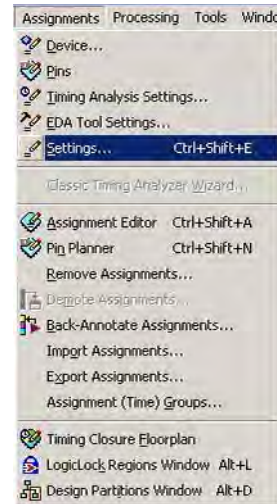 Assignments Processing Tools Windo
Device...
Pins
Timing Analysis Settings...
EDA Tool Settings...
Settings... Ctrl+Shift+E
Classic Timing Analyzer Wizard...
Assignment Editor Ctrl+Shift+A
Pin Planner Ctrl+Shift+N
Remove Assignments...
Demote Assignments...
Back-Annotate Assignments...
Import Assignments...
Export Assignments...
Assignment (Time) Groups...
Timing Closure Floorplan
LogicLock Regions Window Alt+L
Design Partitions Window Alt+D